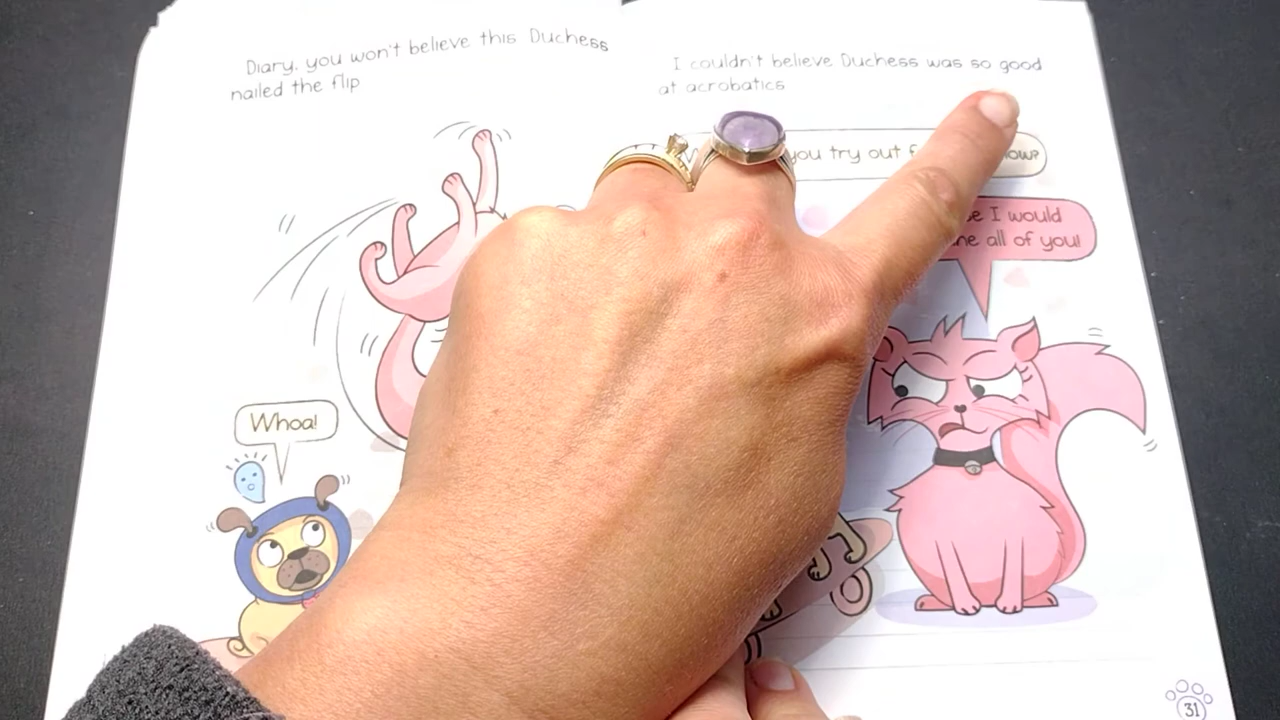 Diary, you won't believe this Duchess
nailed the flip
Whoa!
I couldn't believe Duchess was so good
at acrobatics
you try out
I would
all of you!
31